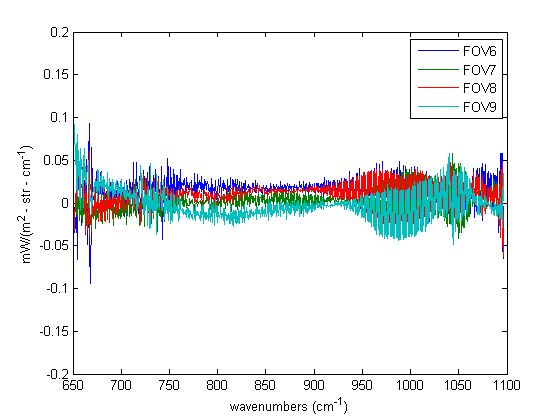 0.2
0.15
0.1
0.05
0
-0.05
-0.1
-0.15
-0.2
mW/(m² - str - cm⁻¹)
FOV6
FOV7
FOV8
FOV9
650 700 750 800 850 900 950 1000 1050 1100
wavenumbers (cm⁻¹)